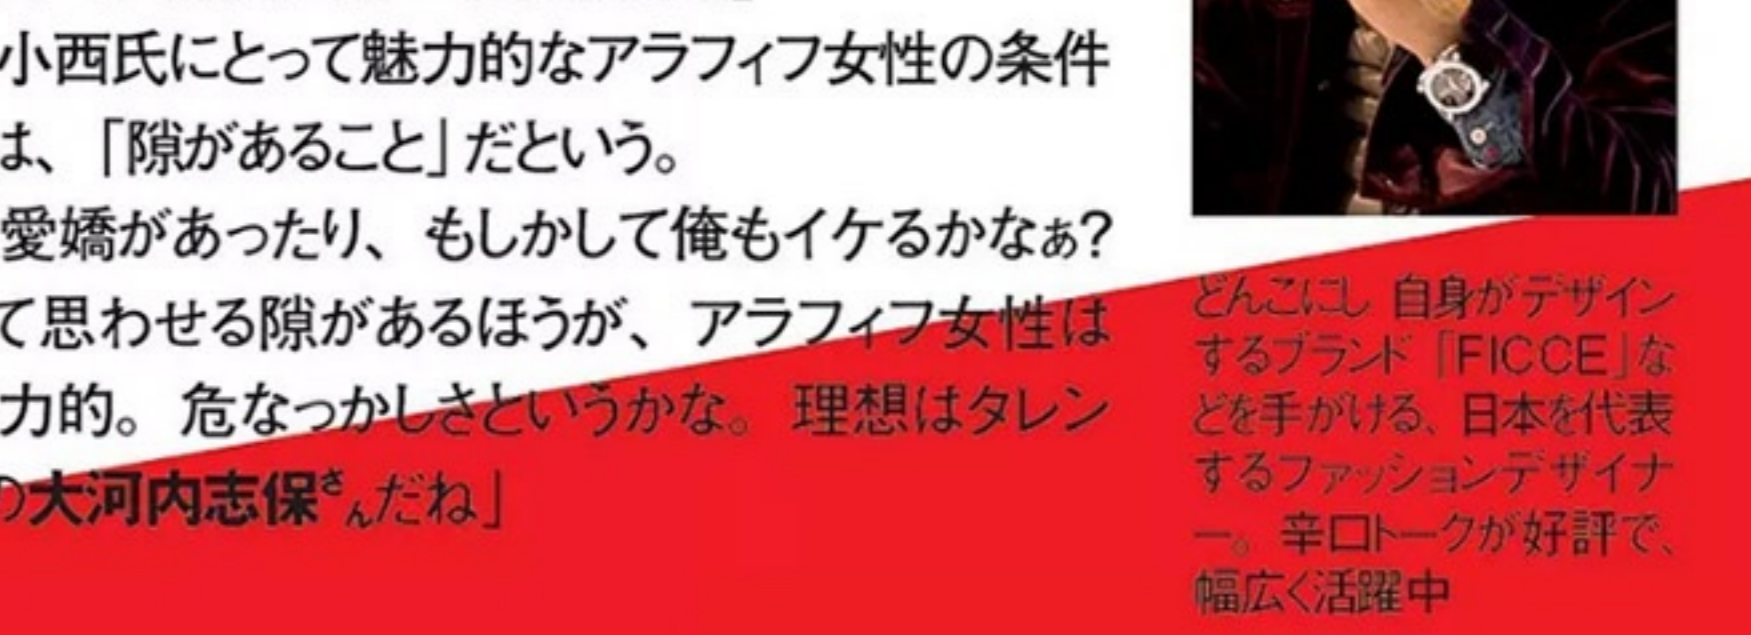 小西氏にとって魅力的なアラフィフ女性の条件
は、「隙があること」だという。
愛嬌があったり、もしかして俺もイケるかなぁ?
て思わせる隙があるほうが、アラフィフ女性は
力的。危なっかしさというかな。理想はタレン
の大河内志保さんだね」
どんこにし 自身がデザイン
するブランド「FICCE」な
どを手がける、日本を代表
するファッションデザイナ
ー。辛口トークが好評で、
幅広く活躍中